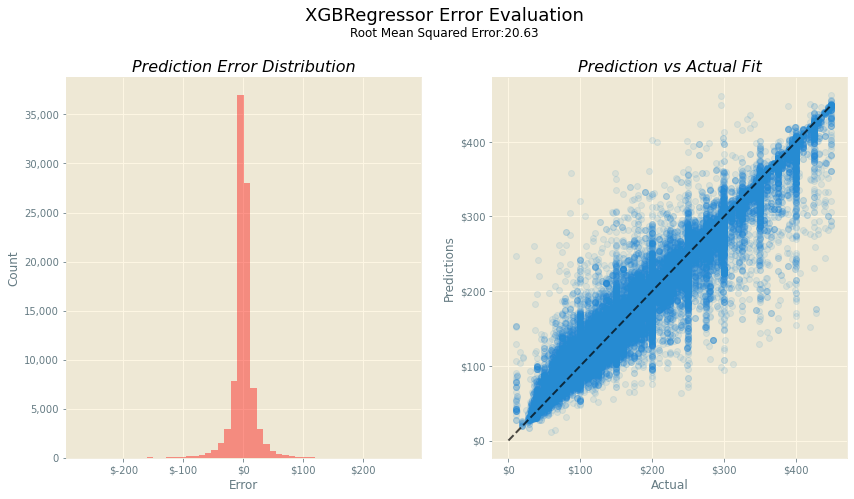 XGBRegressor Error Evaluation
Root Mean Squared Error:20.63
Prediction Error Distribution
Count
35,000
30,000
25,000
20,000
15,000
10,000
5,000
0
$-200
$-100
$0
$100
$200
Error
Prediction vs Actual Fit
Predictions
$400
$300
$200
$100
$0
$0
$100
$200
$300
$400
Actual